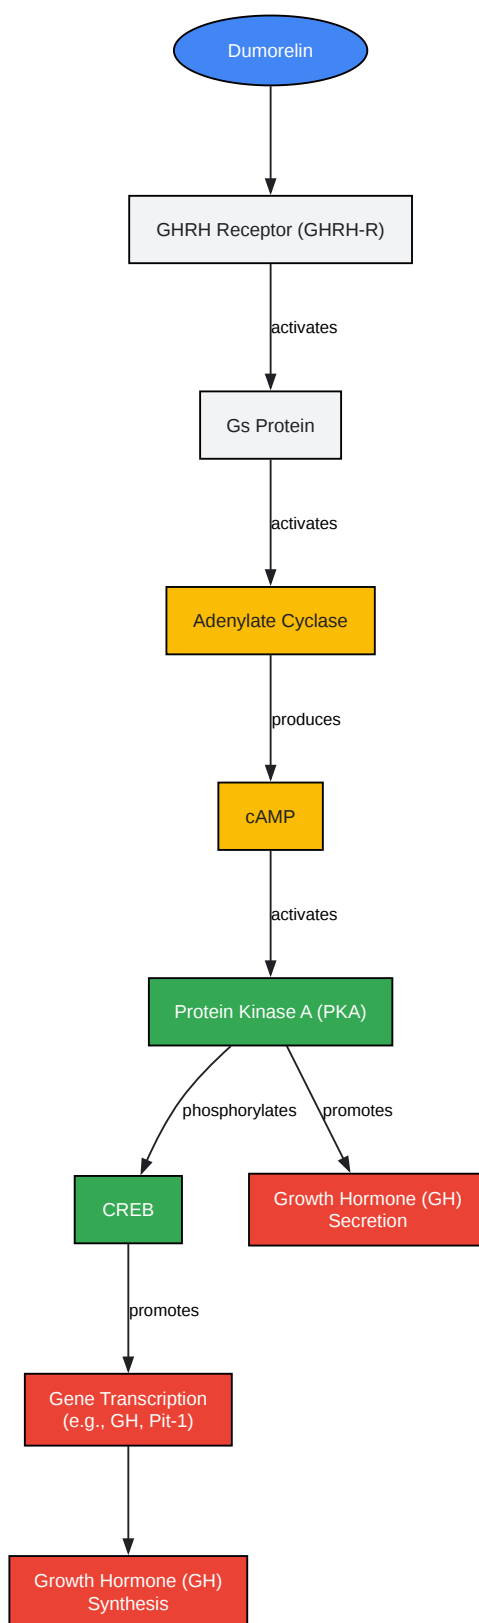 Dumorelin
GHRH Receptor (GHRH-R)
activates
Gs Protein
activates
Adenylate Cyclase
produces
cAMP
activates
Protein Kinase A (PKA)
phosphorylates
promotes
CREB
Growth Hormone (GH)
Secretion
promotes
Gene Transcription
(e.g., GH, Pit-1)
Growth Hormone (GH)
Synthesis